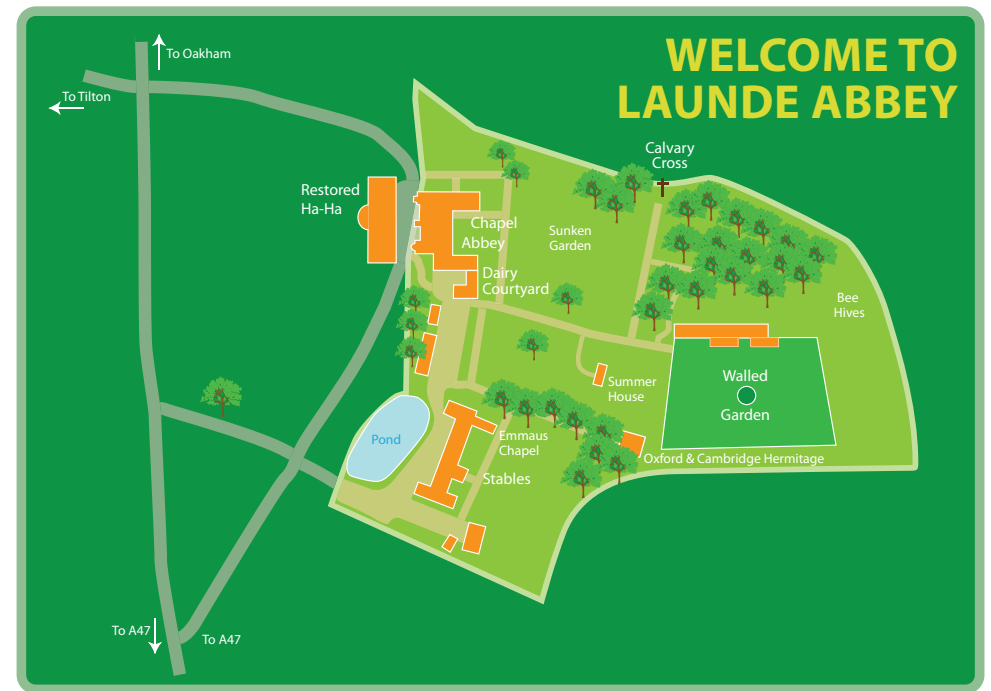 WELCOME TO
LAUNDE ABBEY
To Oakham
To Tilton
Calvary
Cross
Restored
Ha-Ha
Chapel
Abbey
Sunken
Garden
Dairy
Courtyard
Bee
Hives
Summer
House
Walled
Garden
Pond
Emmaus
Chapel
Oxford & Cambridge Hermitage
Stables
To A47
To A47